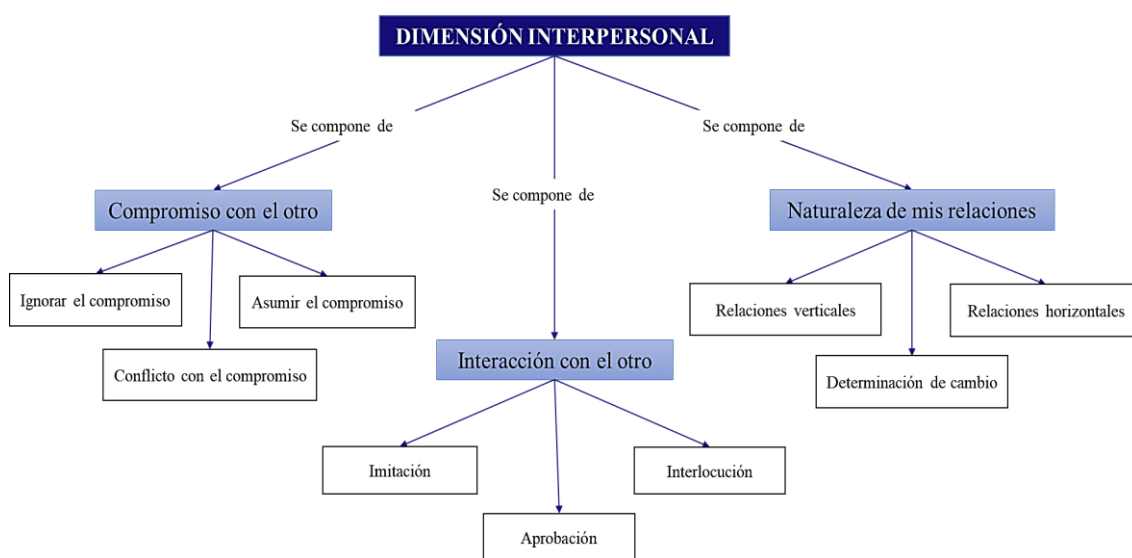 DIMENSIÓN INTERPERSONAL
Se compone de
Se compone de
Se compone de
Compromiso con el otro
Naturaleza de mis relaciones
Ignorar el compromiso
Asumir el compromiso
Conflicto con el compromiso
Relaciones verticales
Relaciones horizontales
Determinación de cambio
Interacción con el otro
Imitación
Interlocución
Aprobación